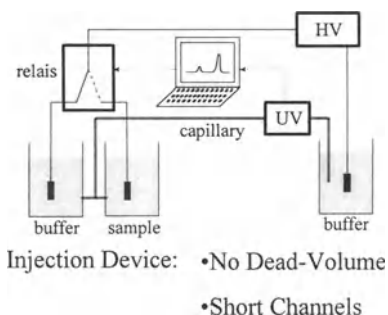 HV
relais
capillary
UV
buffer
sample
buffer
Injection Device: •No Dead-Volume
•Short Channels